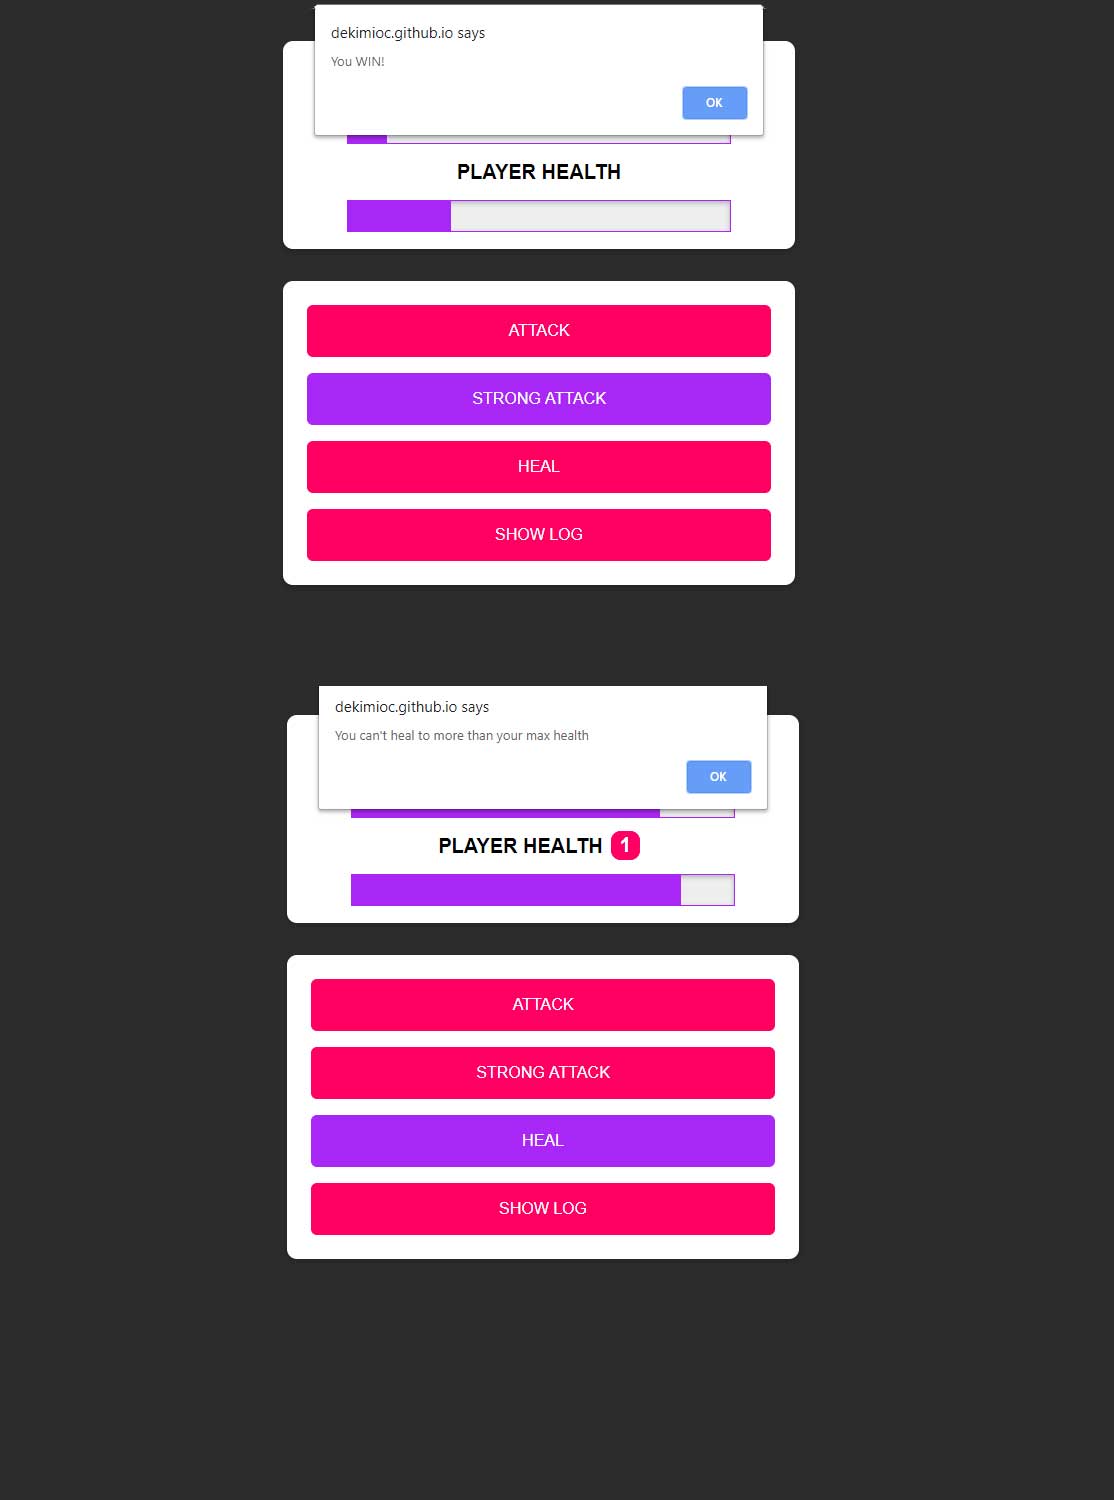 dekimioc.github.io says
You WIN!
OK
PLAYER HEALTH
ATTACK
STRONG ATTACK
HEAL
SHOW LOG
dekimioc.github.io says
You can't heal to more than your max health
OK
PLAYER HEALTH 1
ATTACK
STRONG ATTACK
HEAL
SHOW LOG